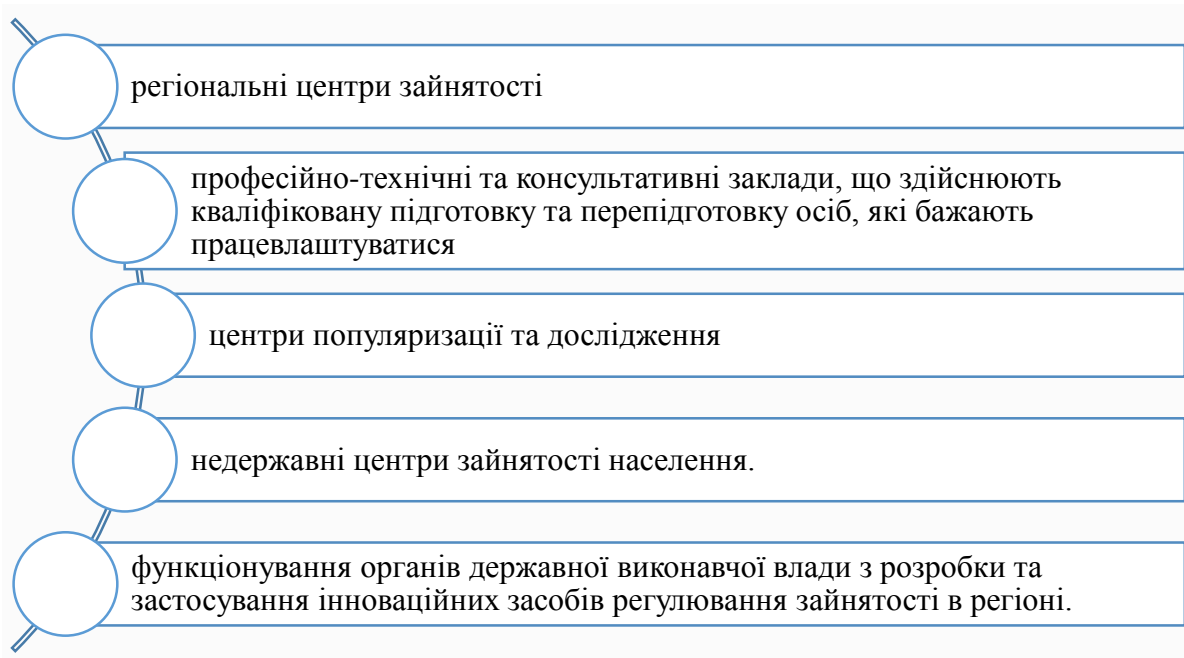 регіональні центри зайнятості
професійно-технічні та консультативні заклади, що здійснюють
кваліфіковану підготовку та перепідготовку осіб, які бажають
працевлаштуватися
центри популяризації та дослідження
недержавні центри зайнятості населення.
функціонування органів державної виконавчої влади з розробки та
застосування інноваційних засобів регулювання зайнятості в регіоні.